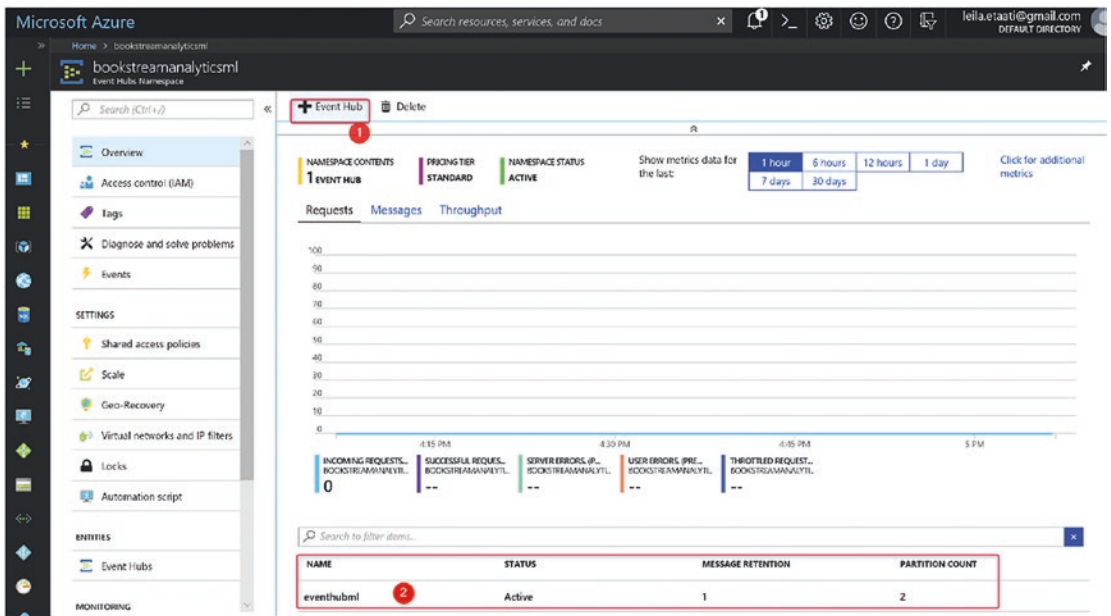 Microsoft Azure
Search resources, services, and docs
1
leila.etaati@gmail.com
DEFAULT DIRECTORY
Home > bookstreamanalyticsml
bookstreamanalyticsml
Event Hubs Namespace
Search (Ctrl+/)
Overview
Access control (IAM)
Tags
Diagnose and solve problems
Events
SETTINGS
Shared access policies
Scale
Geo-Recovery
Virtual networks and IP filters
Locks
Automation script
ENTITIES
Event Hubs
MONITORING
Event Hub
Delete
1
NAMESPACE CONTENTS
1 EVENT HUB
PRICING TIER
STANDARD
NAMESPACE STATUS
ACTIVE
Show metrics data for the last:
1 hour
6 hours
12 hours
1 day
7 days
30 days
Click for additional metrics
Requests
Messages
Throughput
100
90
80
70
60
50
40
30
20
10
0
4:15 PM
4:30 PM
4:45 PM
5 PM
INCOMING REQUESTS...
BOOKSTREAMANALYTI...
0
SUCCESSFUL REQUES...
BOOKSTREAMANALYTI...
--
SERVER ERRORS. (P...
BOOKSTREAMANALYTI...
--
USER ERRORS. (PRE...
BOOKSTREAMANALYTI...
--
THROTTLED REQUEST...
BOOKSTREAMANALYTI...
--
Search to filter items...
NAME STATUS MESSAGE RETENTION PARTITION COUNT
eventhubml 2 Active 1 2